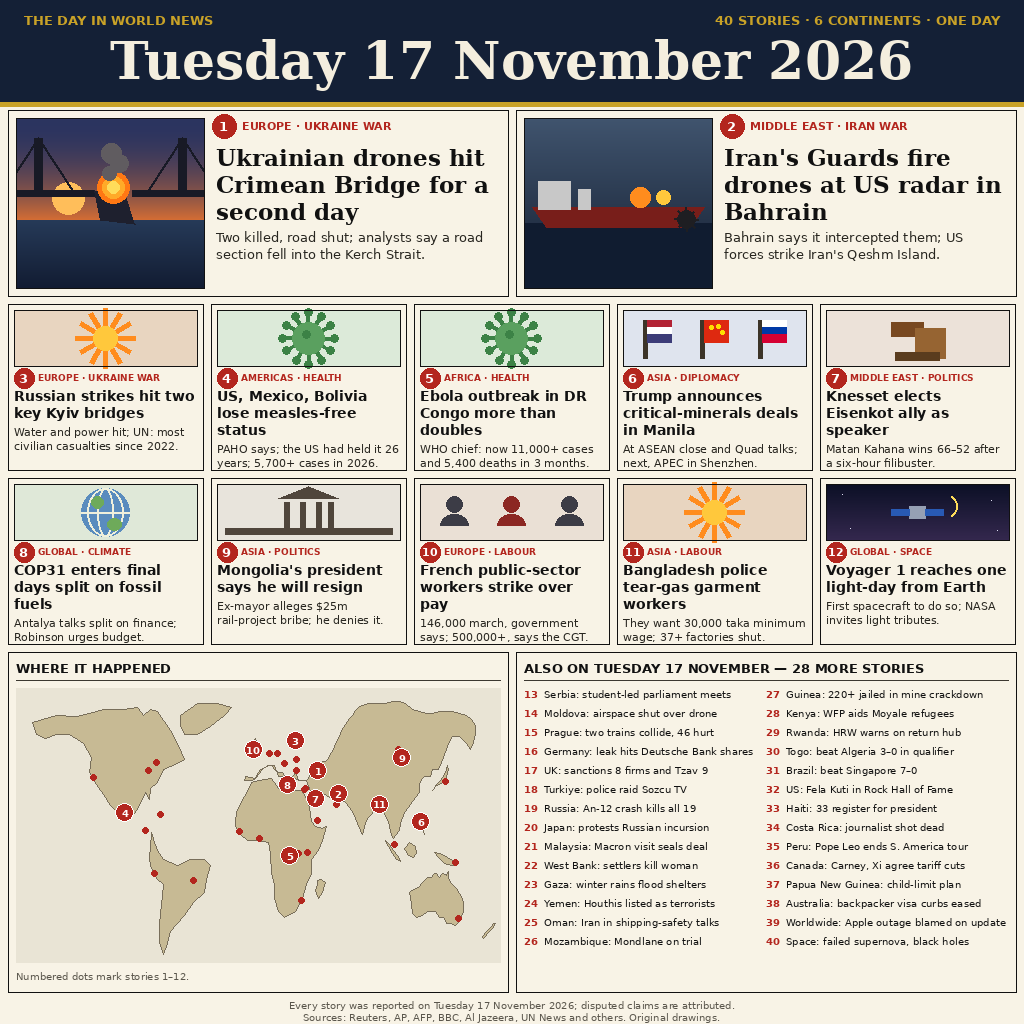 THE DAY IN WORLD NEWS
40 STORIES · 6 CONTINENTS · ONE DAY
Tuesday 17 November 2026
1 EUROPE · UKRAINE WAR
Ukrainian drones hit
Crimean Bridge for a
second day
Two killed, road shut; analysts say a road
section fell into the Kerch Strait.
2 MIDDLE EAST · IRAN WAR
Iran's Guards fire
drones at US radar in
Bahrain
Bahrain says it intercepted them; US
forces strike Iran's Qeshm Island.
3 EUROPE · UKRAINE WAR
Russian strikes hit two
key Kyiv bridges
Water and power hit; UN: most
civilian casualties since 2022.
4 AMERICAS · HEALTH
US, Mexico, Bolivia
lose measles-free
status
PAHO says; the US had held it 26
years; 5,700+ cases in 2026.
5 AFRICA · HEALTH
Ebola outbreak in DR
Congo more than
doubles
WHO chief: now 11,000+ cases
and 5,400 deaths in 3 months.
6 ASIA · DIPLOMACY
Trump announces
critical-minerals deals
in Manila
At ASEAN close and Quad talks;
next, APEC in Shenzhen.
7 MIDDLE EAST · POLITICS
Knesset elects
Eisenkot ally as
speaker
Matan Kahana wins 66–52 after
a six-hour filibuster.
8 GLOBAL · CLIMATE
COP31 enters final
days split on fossil
fuels
Antalya talks split on finance;
Robinson urges budget.
9 ASIA · POLITICS
Mongolia's president
says he will resign
Ex-mayor alleges $25m
rail-project bribe; he denies it.
10 EUROPE · LABOUR
French public-sector
workers strike over
pay
146,000 march, government
says; 500,000+, says the CGT.
11 ASIA · LABOUR
Bangladesh police
tear-gas garment
workers
They want 30,000 taka minimum
wage; 37+ factories shut.
12 GLOBAL · SPACE
Voyager 1 reaches one
light-day from Earth
First spacecraft to do so; NASA
invites light tributes.
WHERE IT HAPPENED
10
3
9
1
8
2
7
4
11
6
5
Numbered dots mark stories 1–12.
ALSO ON TUESDAY 17 NOVEMBER — 28 MORE STORIES
13 Serbia: student-led parliament meets
14 Moldova: airspace shut over drone
15 Prague: two trains collide, 46 hurt
16 Germany: leak hits Deutsche Bank shares
17 UK: sanctions 8 firms and Tzav 9
18 Turkiye: police raid Sozcu TV
19 Russia: An-12 crash kills all 19
20 Japan: protests Russian incursion
21 Malaysia: Macron visit seals deal
22 West Bank: settlers kill woman
23 Gaza: winter rains flood shelters
24 Yemen: Houthis listed as terrorists
25 Oman: Iran in shipping-safety talks
26 Mozambique: Mondlane on trial
27 Guinea: 220+ jailed in mine crackdown
28 Kenya: WFP aids Moyale refugees
29 Rwanda: HRW warns on return hub
30 Togo: beat Algeria 3–0 in qualifier
31 Brazil: beat Singapore 7–0
32 US: Fela Kuti in Rock Hall of Fame
33 Haiti: 33 register for president
34 Costa Rica: journalist shot dead
35 Peru: Pope Leo ends S. America tour
36 Canada: Carney, Xi agree tariff cuts
37 Papua New Guinea: child-limit plan
38 Australia: backpacker visa curbs eased
39 Worldwide: Apple outage blamed on update
40 Space: failed supernova, black holes
Every story was reported on Tuesday 17 November 2026; disputed claims are attributed.
Sources: Reuters, AP, AFP, BBC, Al Jazeera, UN News and others. Original drawings.